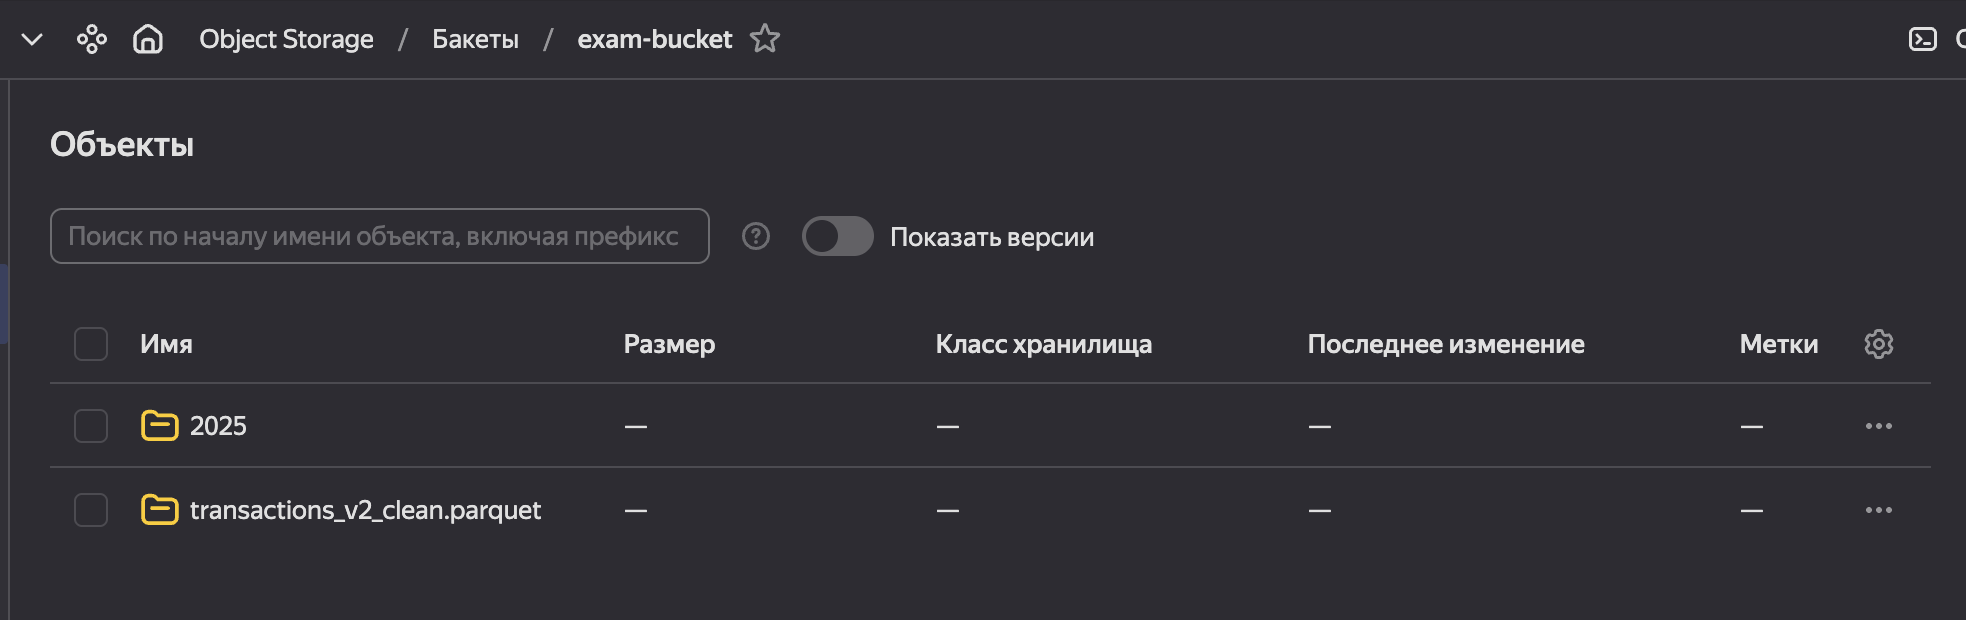 Object Storage / Бакеты / exam-bucket
Объекты
Поиск по началу имени объекта, включая префикс
Показать версии
Имя Размер Класс хранилища Последнее изменение Метки
2025 — — — —
transactions_v2_clean.parquet — — — —